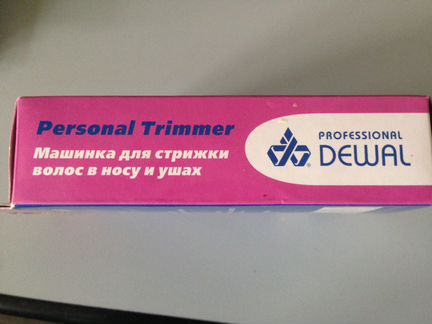 Personal Trimmer
Машинка для стрижки
волос в носу и ушах
PROFESSIONAL
DEWAL